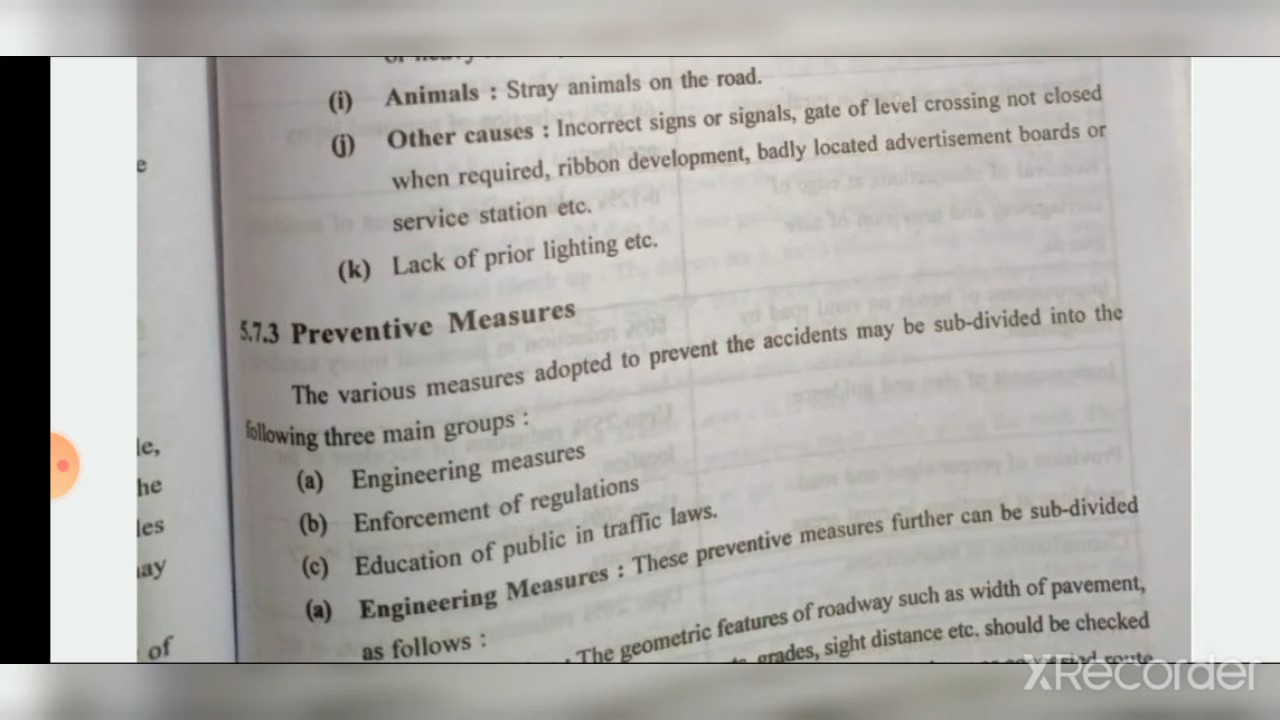 (i) Animals : Stray animals on the road.
(j) Other causes : Incorrect signs or signals, gate of level crossing not closed
when required, ribbon development, badly located advertisement boards or
service station etc.
(k) Lack of prior lighting etc.
5.7.3 Preventive Measures
The various measures adopted to prevent the accidents may be sub-divided into the
following three main groups :
(a) Engineering measures
(b) Enforcement of regulations
(c) Education of public in traffic laws.
(a) Engineering Measures : These preventive measures further can be sub-divided
as follows :
The geometric features of roadway such as width of pavement,
grades, sight distance etc. should be checked
route
of
XRecorder